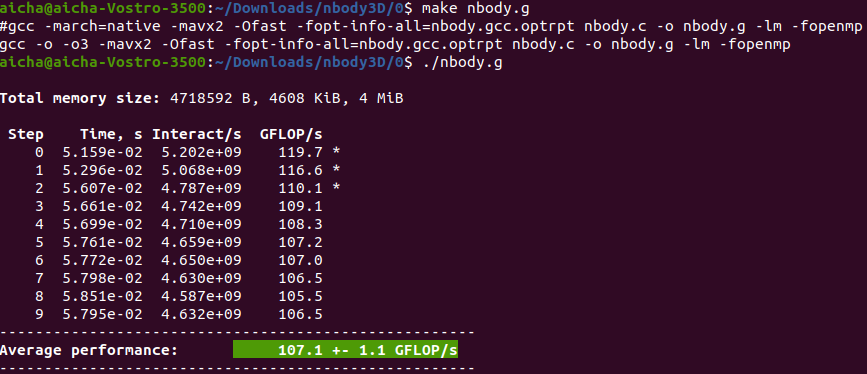 aicha@aicha-Vostro-3500:~/Downloads/nbody3D/0$ make nbody.g
#gcc -march=native -mavx2 -Ofast -fopt-info-all=nbody.gcc.optrpt nbody.c -o nbody.g -lm -fopenmp
gcc -o -o3 -mavx2 -Ofast -fopt-info-all=nbody.gcc.optrpt nbody.c -o nbody.g -lm -fopenmp
aicha@aicha-Vostro-3500:~/Downloads/nbody3D/0$ ./nbody.g
Total memory size: 4718592 B, 4608 KiB, 4 MiB
Step Time, s Interact/s GFLOP/s
0 5.159e-02 5.202e+09 119.7 *
1 5.296e-02 5.068e+09 116.6 *
2 5.607e-02 4.787e+09 110.1 *
3 5.661e-02 4.742e+09 109.1
4 5.699e-02 4.710e+09 108.3
5 5.761e-02 4.659e+09 107.2
6 5.772e-02 4.650e+09 107.0
7 5.798e-02 4.630e+09 106.5
8 5.851e-02 4.587e+09 105.5
9 5.795e-02 4.632e+09 106.5
-----------------------------------------------------
Average performance: 107.1 +- 1.1 GFLOP/s
-----------------------------------------------------